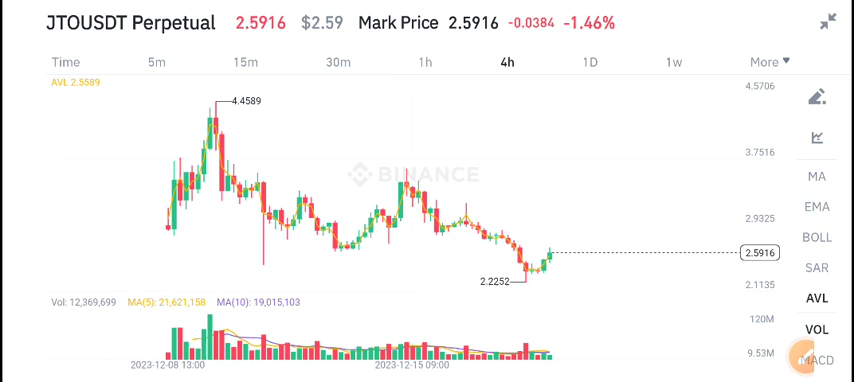 JTOUSDT Perpetual 2.5916 $2.59 Mark Price 2.5916 -0.0384 -1.46%
Time 5m 15m 30m 1h 4h 1D 1w More
AVL 2.5589
4.5706
4.4589
3.7516
BINANCE
2.9325
2.5916
2.2252
2.1135
MA
EMA
BOLL
SAR
AVL
VOL
MACD
Vol: 12,369,699 MA(5): 21,621,158 MA(10): 19,015,103
120M
9.53M
2023-12-08 13:00 2023-12-15 09:00